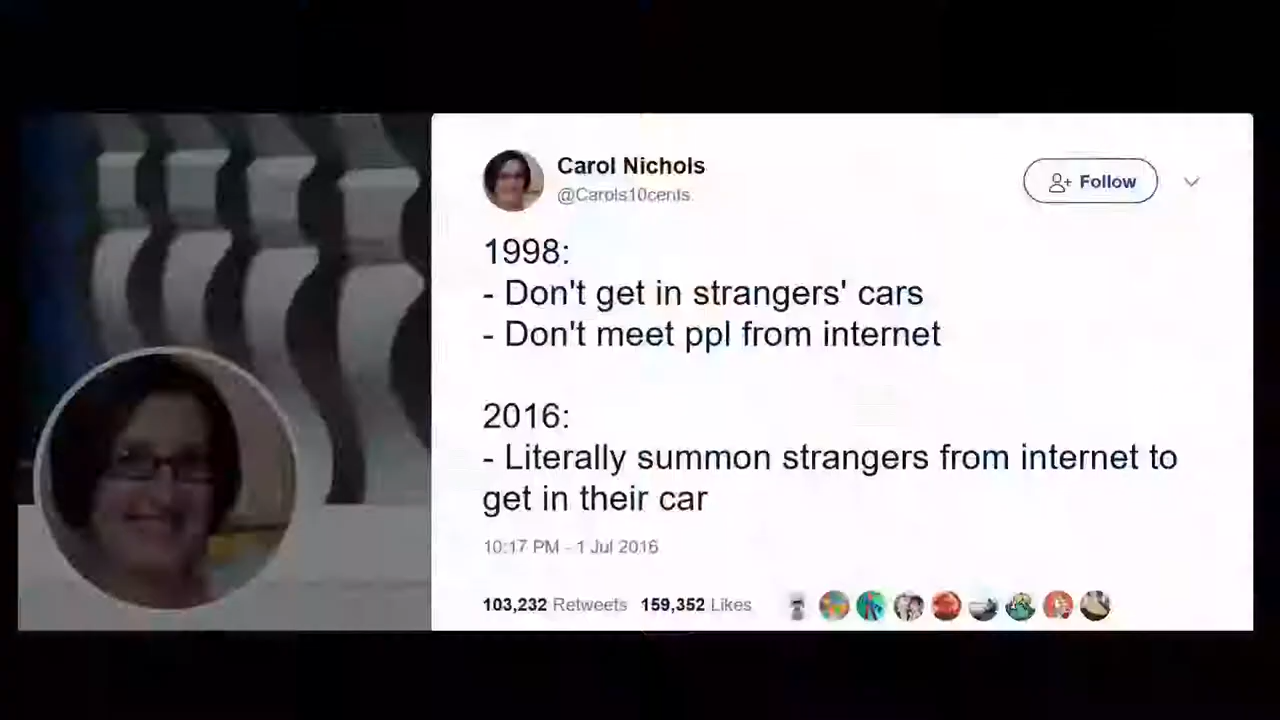 Carol Nichols
@Carols10cents
Follow
1998:
- Don't get in strangers' cars
- Don't meet ppl from internet
2016:
- Literally summon strangers from internet to
get in their car
10:17 PM - 1 Jul 2016
103,232 Retweets 159,352 Likes